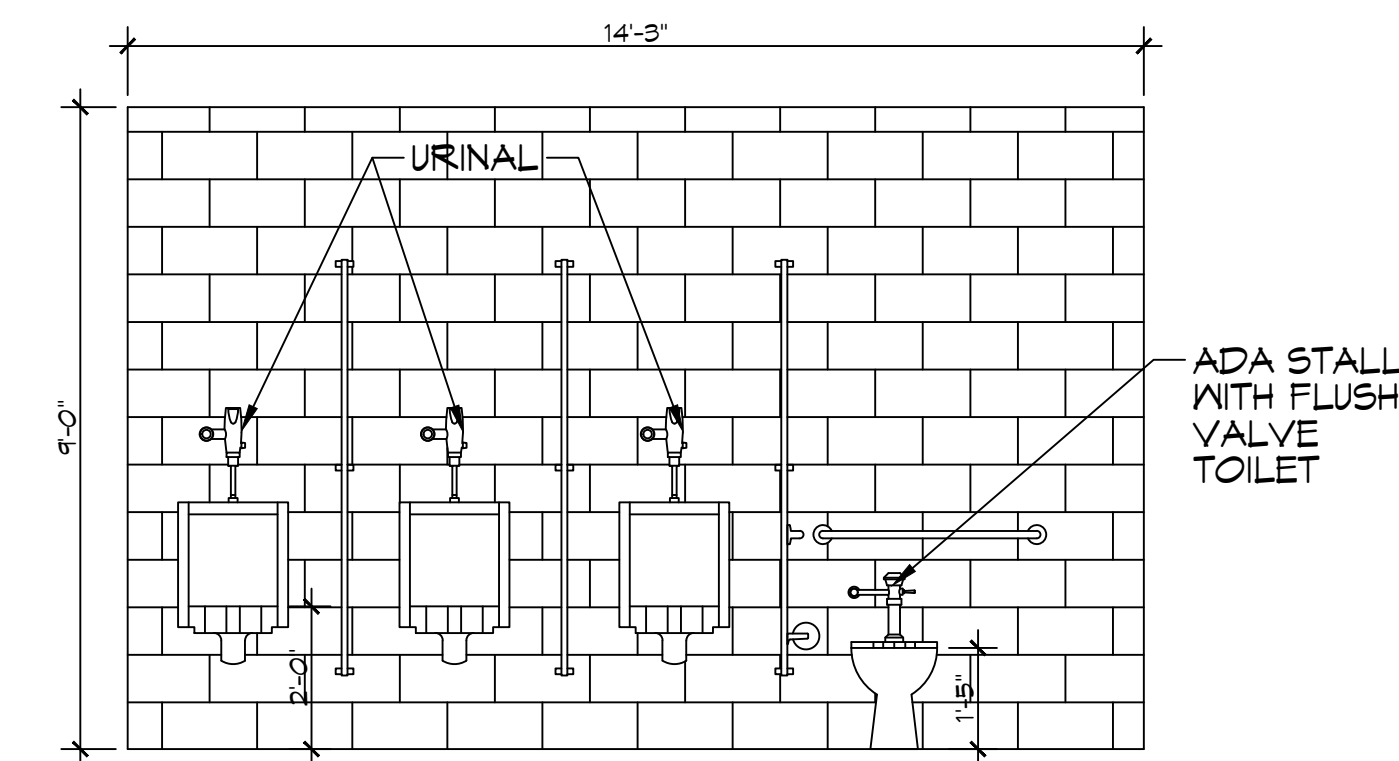 14'-3"
URINAL
9'-0"
ADA STALL
WITH FLUSH
VALVE
TOILET
2'-0"
1'-5"